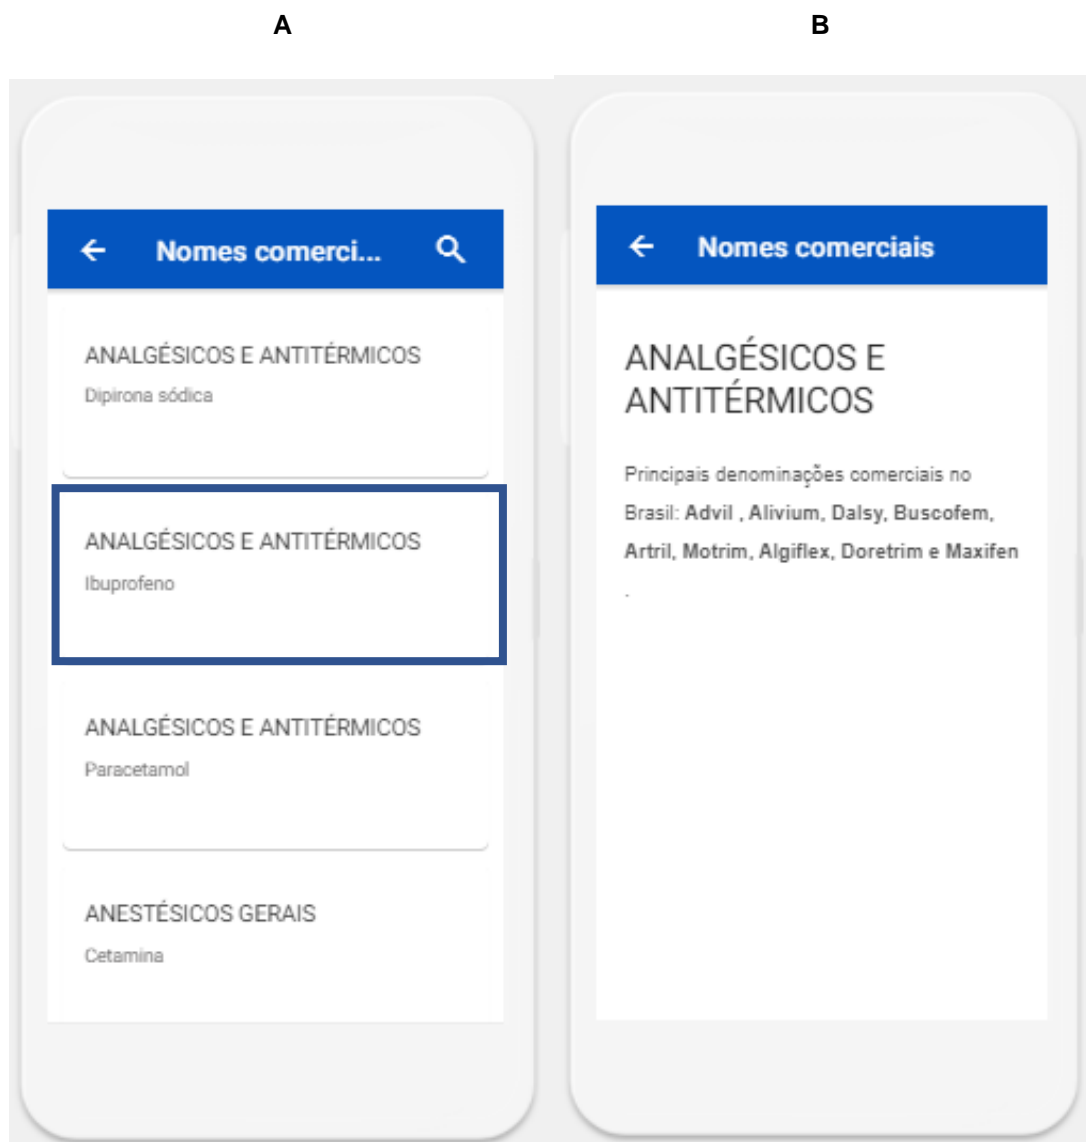 A
B
Nomes comerci...
ANALGÉSICOS E ANTITÉRMICOS
Dipirona sódica
ANALGÉSICOS E ANTITÉRMICOS
Ibuprofeno
ANALGÉSICOS E ANTITÉRMICOS
Paracetamol
ANESTÉSICOS GERAIS
Cetamina
Nomes comerciais
ANALGÉSICOS E
ANTITÉRMICOS
Principais denominações comerciais no
Brasil: Advil , Alivium, Dalsy, Buscofem,
Artril, Motrim, Algiflex, Doretrim e Maxifen
.